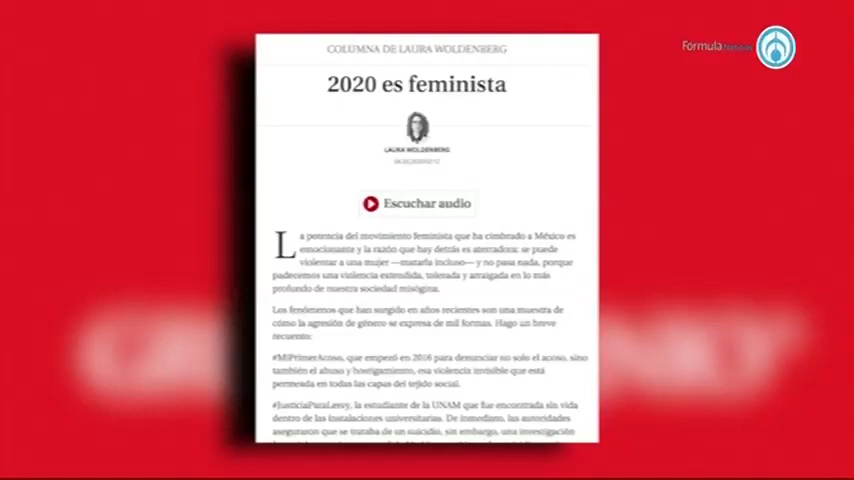 Fórmula Noticias
COLUMNA DE LAURA WOLDENBERG
2020 es feminista
LAURA WOLDENBERG
Escuchar audio
La potencia del movimiento feminista que ha cimbrado a México es
emocionante y la razón que hay detrás es aterradora: se puede
violentar a una mujer —matarla incluso— y no pasa nada, porque
padecemos una violencia extendida, tolerada y arraigada en lo más
profundo de nuestra sociedad misógina.
Los fenómenos que han surgido en años recientes son una muestra de
cómo la agresión de género se expresa de mil formas. Hago un breve
recuento:
#MiPrimerAcoso, que empezó en 2016 para denunciar no solo el acoso, sino
también el abuso y hostigamiento, esa violencia invisible que está
permeada en todas las capas del tejido social.
#JusticiaParaLesvy, la estudiante de la UNAM que fue encontrada sin vida
dentro de las instalaciones universitarias. De inmediato, las autoridades
aseguraron que se trataba de un suicidio, sin embargo, una investigación